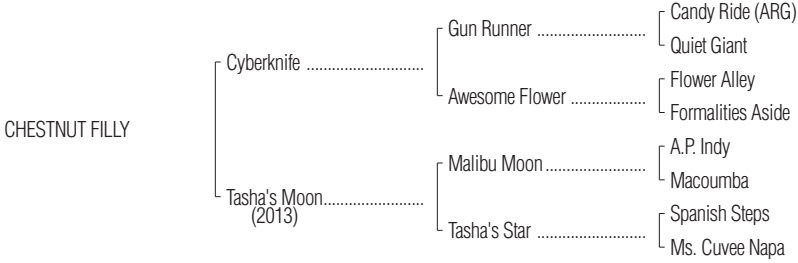 Candy Ride (ARG)
Gun Runner ..........................
Quiet Giant
Cyberknife ............................
Flower Alley
Awesome Flower ...................
Formalities Aside
CHESTNUT FILLY
A.P. Indy
Malibu Moon .........................
Macoumba
Tasha's Moon........................
(2013)
Spanish Steps
Tasha's Star ..........................
Ms. Cuvee Napa